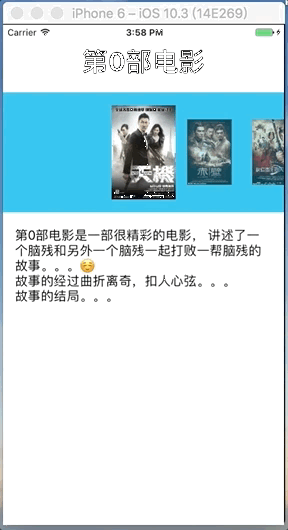 iPhone 6 – iOS 10.3 (14E269)
Carrier 3:58 PM
第0部电影
天機
赤壁
第0部电影是一部很精彩的电影， 讲述了一
个脑残和另外一个脑残一起打败一帮脑残的
故事。。。☺️
故事的经过曲折离奇，扣人心弦。。。
故事的结局。。。